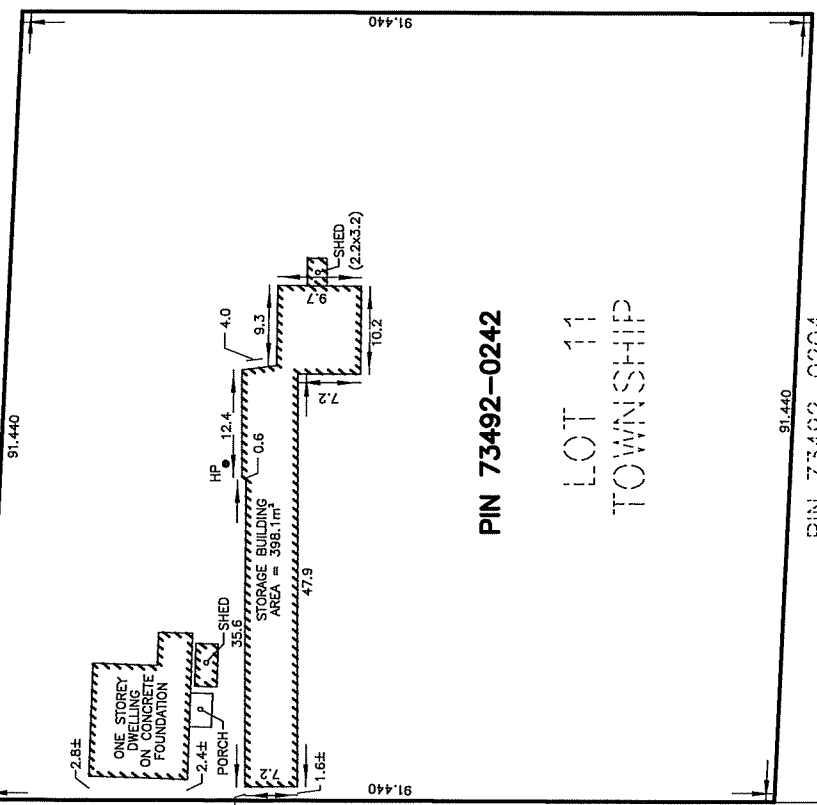 91.440
91.440
2.8±
ONE STOREY
DWELLING
ON CONCRETE
FOUNDATION
2.4±
PORCH
SHED
HP
12.4
4.0
9.3
SHED
(2.2x3.2)
9.7
10.2
7.2
0.6
35.6
STORAGE BUILDING
AREA = 398.1m²
47.9
7.2
1.6±
PIN 73492-0242
LOT 11
TOWNSHIP
91.440
91.440